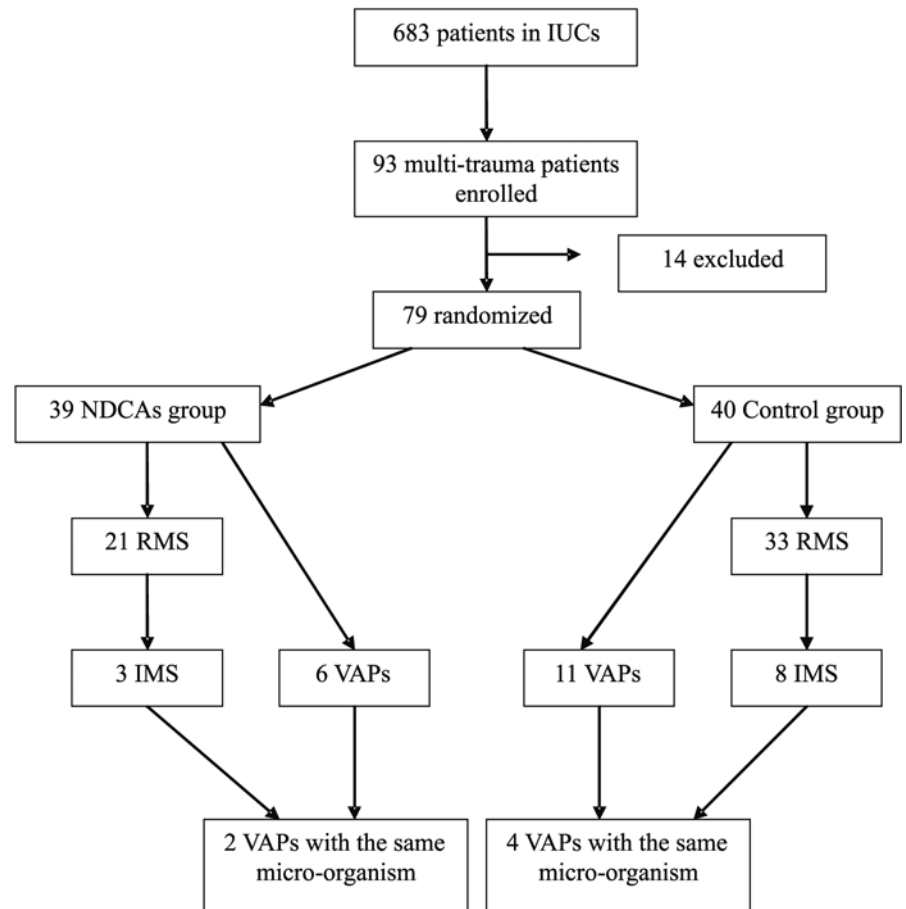 683 patients in IUCs
93 multi-trauma patients
enrolled
14 excluded
79 randomized
39 NDCAs group
40 Control group
21 RMS
33 RMS
3 IMS
6 VAPs
11 VAPs
8 IMS
2 VAPs with the same
micro-organism
4 VAPs with the same
micro-organism